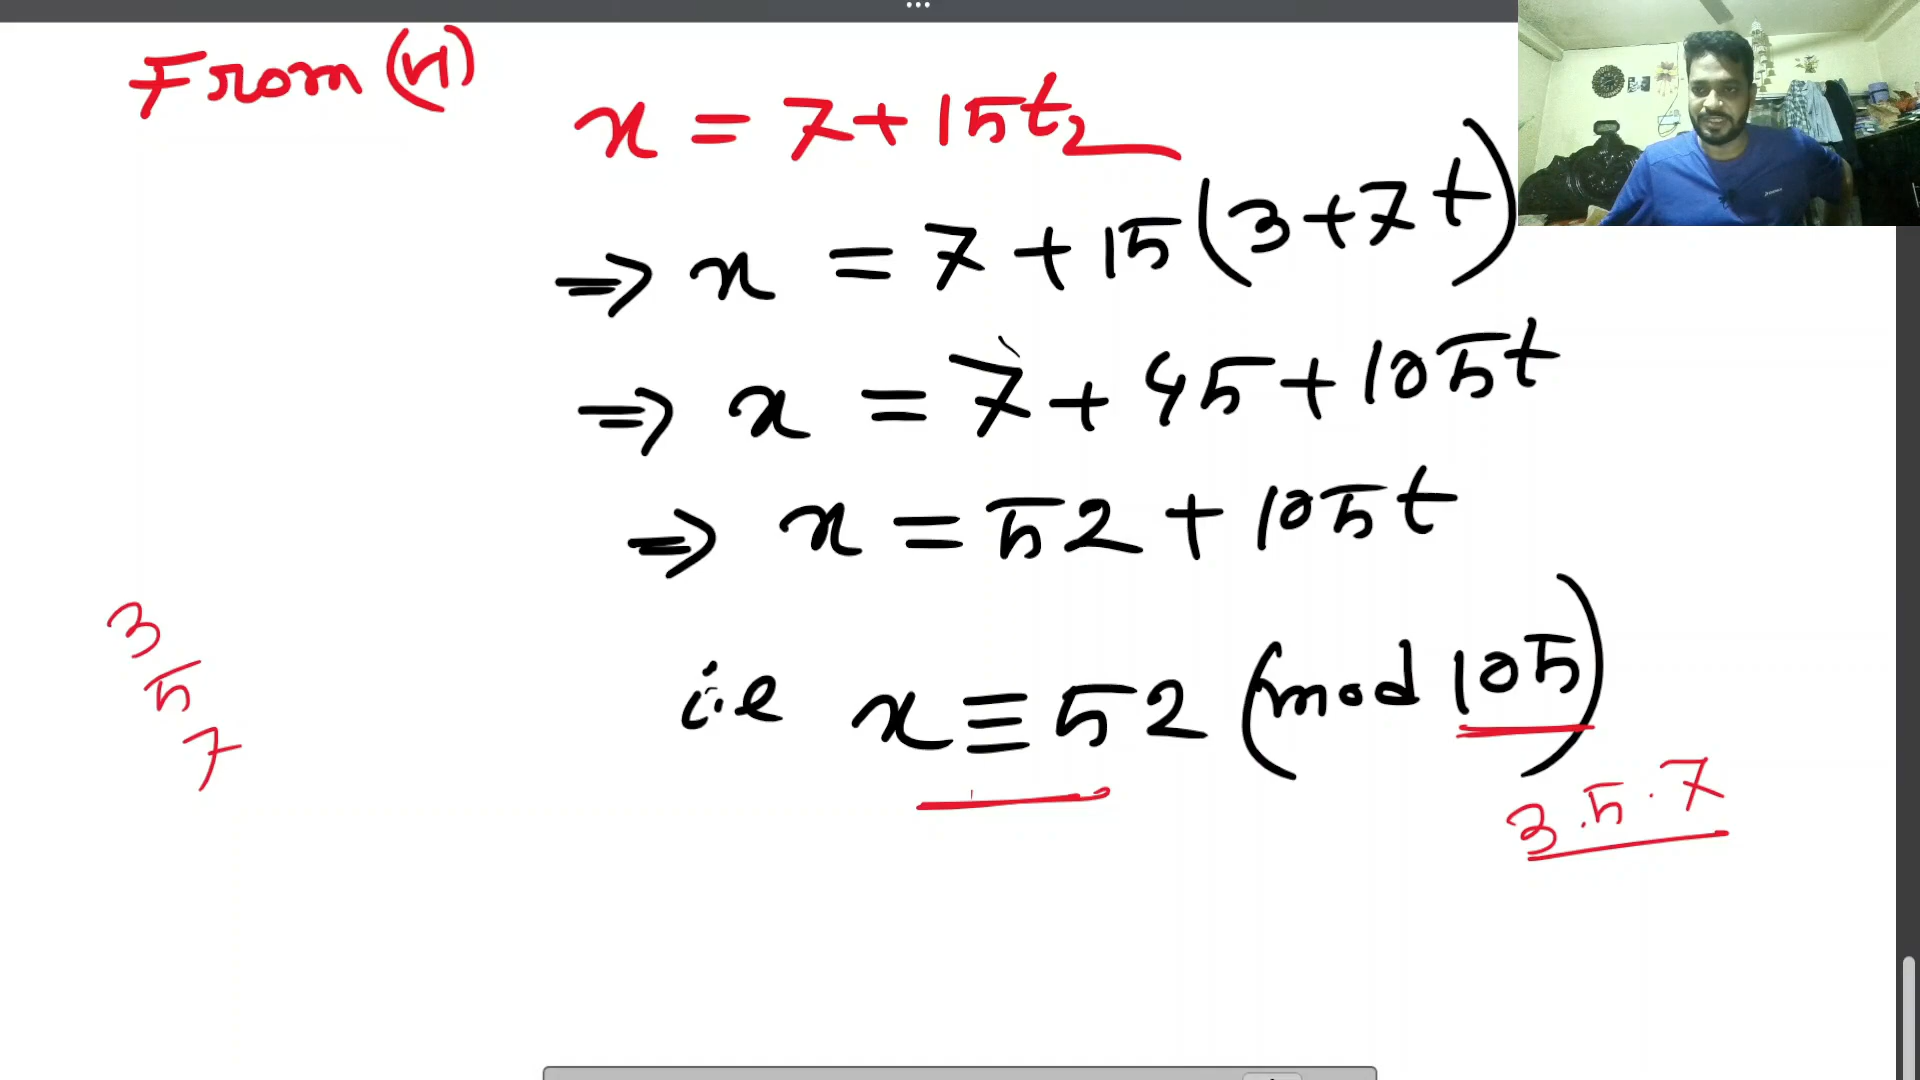 From (n)
x = 7+15t₂
⇒ x = 7+15(3+7t)
⇒ x = 7+45+105t
⇒ x = 52+105t
i.e x ≡ 52 (mod 105)
3.5.7
3
5
7